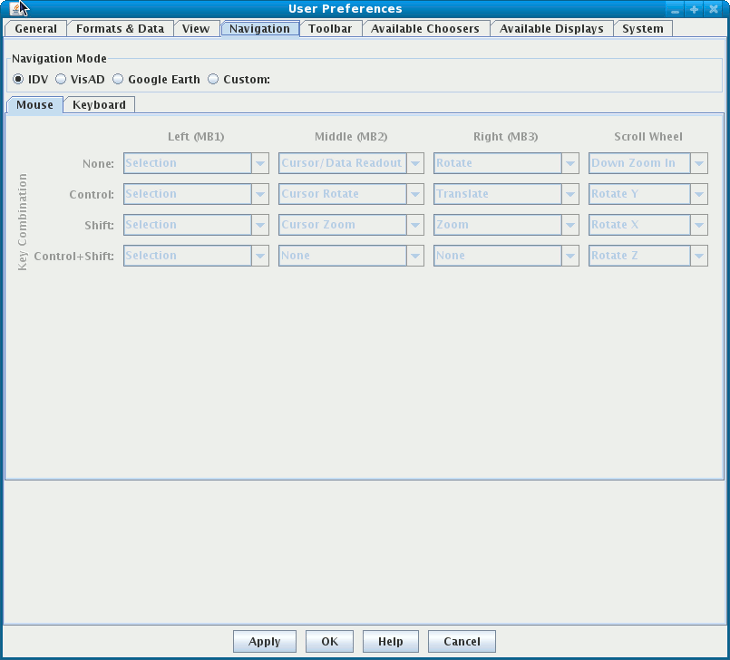 User Preferences
General Formats & Data View Navigation Toolbar Available Choosers Available Displays System
Navigation Mode
IDV VisAD Google Earth Custom:
Mouse Keyboard
Left (MB1) Middle (MB2) Right (MB3) Scroll Wheel
Key Combination
None: Selection Cursor/Data Readout Rotate Down Zoom In
Control: Selection Cursor Rotate Translate Rotate Y
Shift: Selection Cursor Zoom Zoom Rotate X
Control+Shift: Selection None None Rotate Z
Apply OK Help Cancel